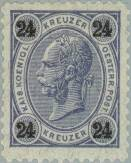 24 KREUZER 24
KAIS. KOENIGL.
OESTERR. POST
24 KREUZER 24